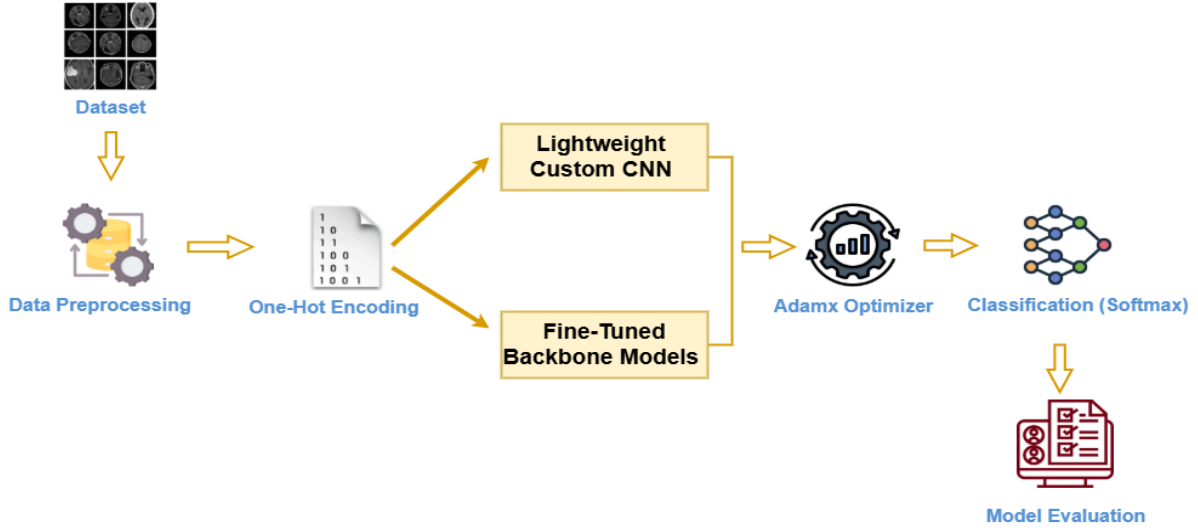 Dataset
Data Preprocessing
1
10
11
100
101
1001
One-Hot Encoding
Lightweight
Custom CNN
Fine-Tuned
Backbone Models
Adamx Optimizer
Classification (Softmax)
Model Evaluation